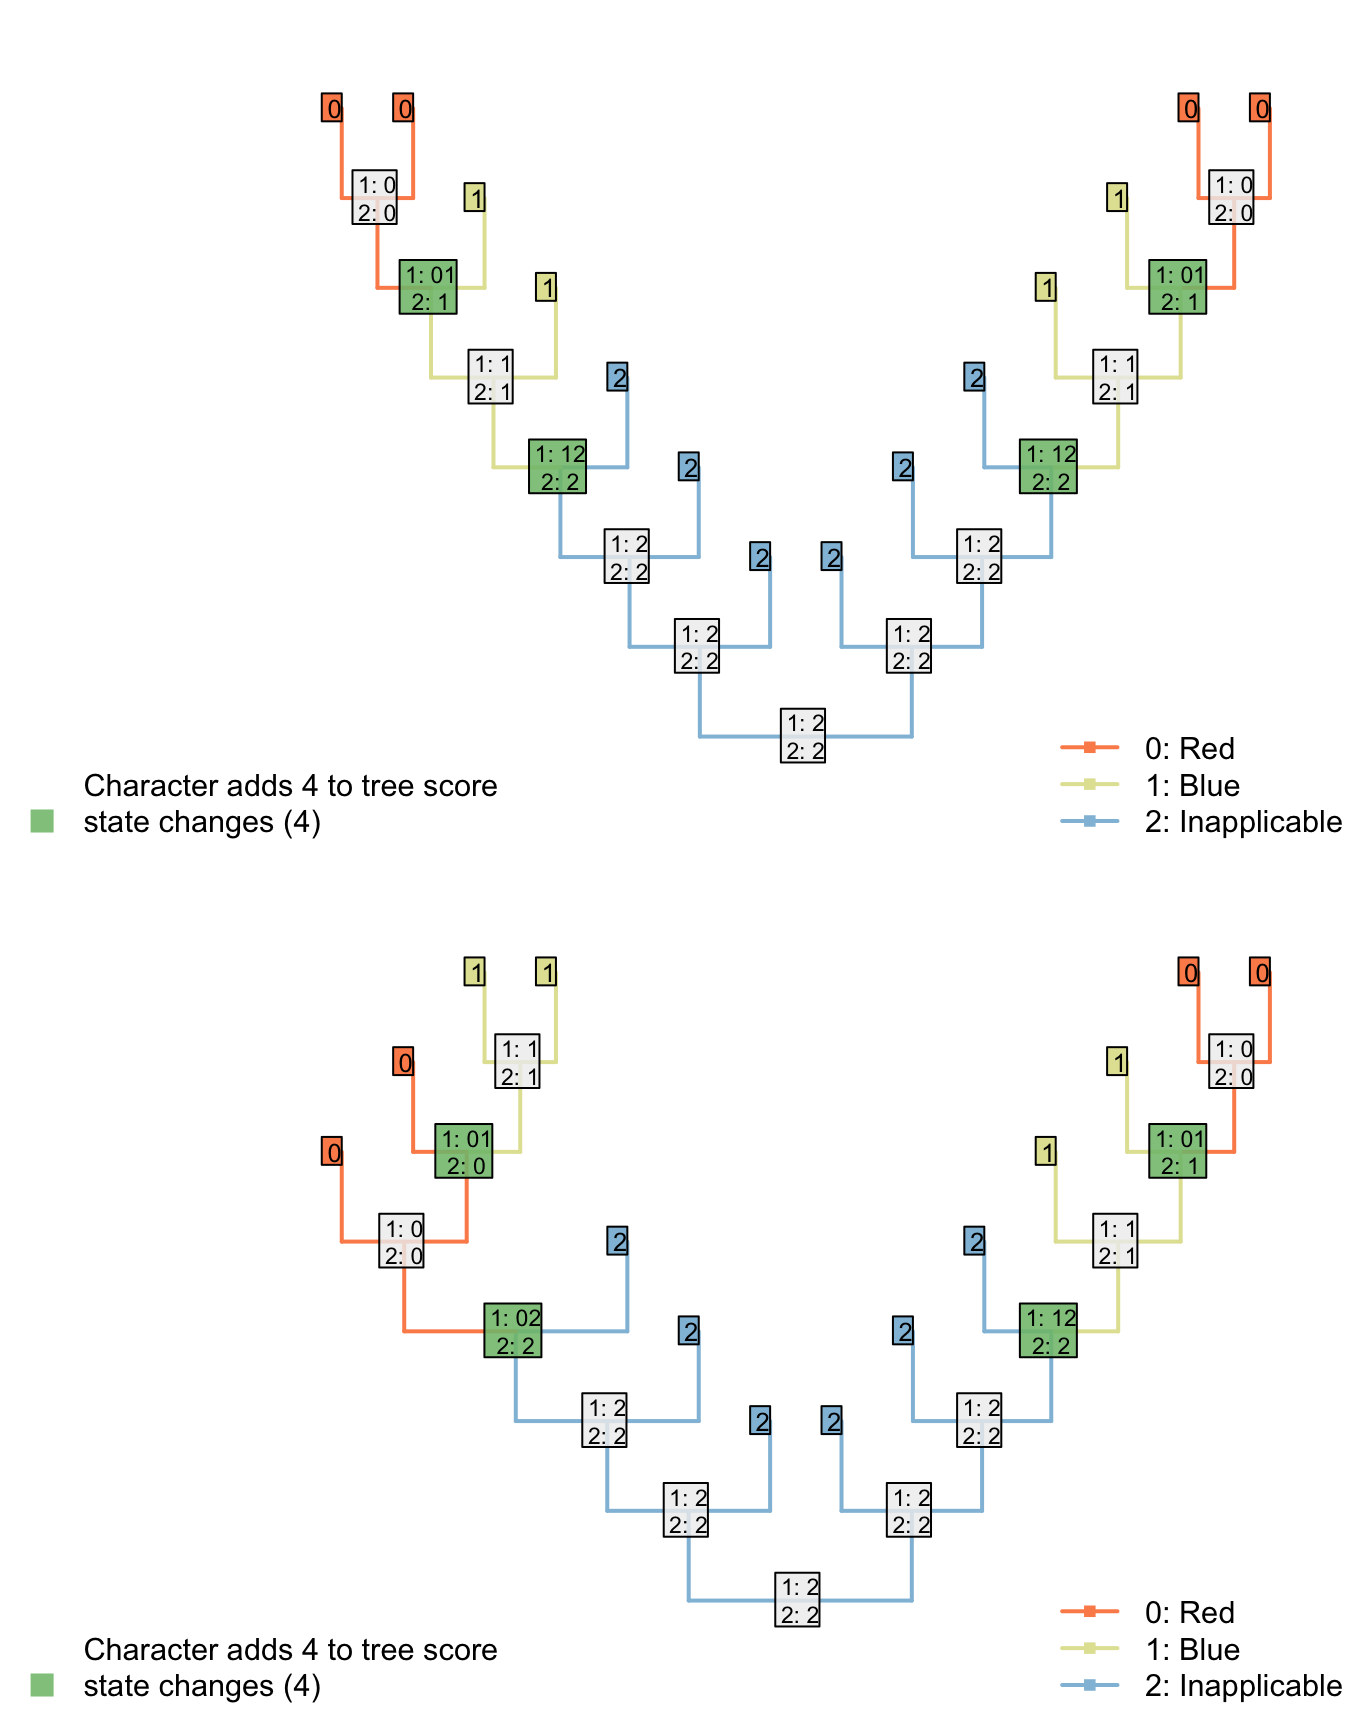 0 0 0 0
1: 0 1: 0
2: 0 1 1 2: 0
1: 01 1 1 1: 01
2: 1 2: 1
1: 1 2 2 1: 1
2: 1 2: 1
1: 12 2 2 1: 12
2: 2 2: 2
1: 2 2 2 1: 2
2: 2 2: 2
1: 2 1: 2
2: 2 2: 2
1: 2
2: 2
0: Red
1: Blue
2: Inapplicable
Character adds 4 to tree score
state changes (4)
1 1 0 0
1: 1 1: 0
0 2: 1 1 2: 0
0 1: 01 1 1: 01
2: 0 2: 1
1: 0 2 2 1: 1
2: 0 2: 1
1: 02 2 2 1: 12
2: 2 2: 2
1: 2 2 2 1: 2
2: 2 2: 2
1: 2 1: 2
2: 2 2: 2
1: 2
2: 2
0: Red
1: Blue
2: Inapplicable
Character adds 4 to tree score
state changes (4)